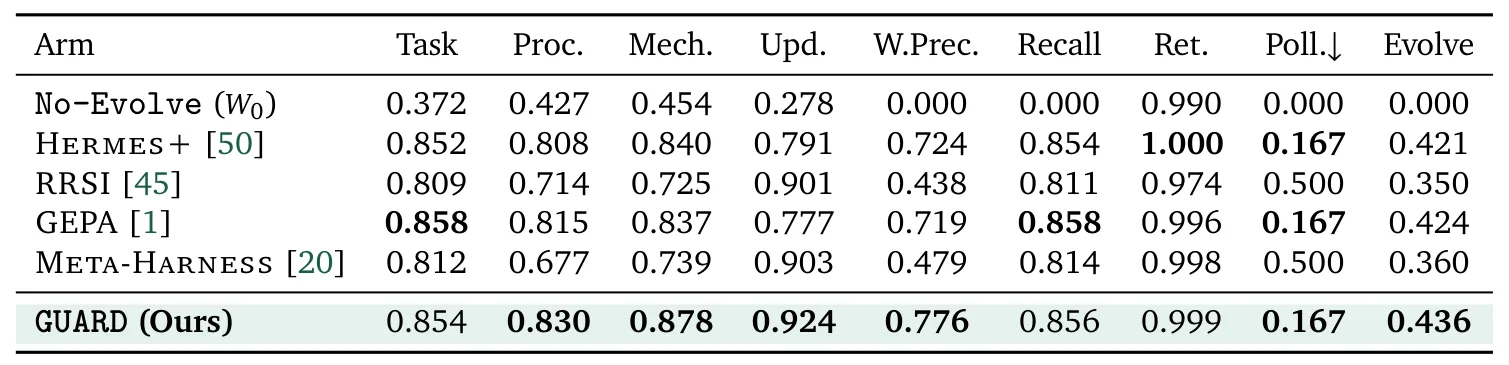 Arm Task Proc. Mech. Upd. W.Prec. Recall Ret. Poll.↓ Evolve
No-Evolve (W₀) 0.372 0.427 0.454 0.278 0.000 0.000 0.990 0.000 0.000
HERMES+ [50] 0.852 0.808 0.840 0.791 0.724 0.854 1.000 0.167 0.421
RRSI [45] 0.809 0.714 0.725 0.901 0.438 0.811 0.974 0.500 0.350
GEPA [1] 0.858 0.815 0.837 0.777 0.719 0.858 0.996 0.167 0.424
META-HARNESS [20] 0.812 0.677 0.739 0.903 0.479 0.814 0.998 0.500 0.360
GUARD (Ours) 0.854 0.830 0.878 0.924 0.776 0.856 0.999 0.167 0.436